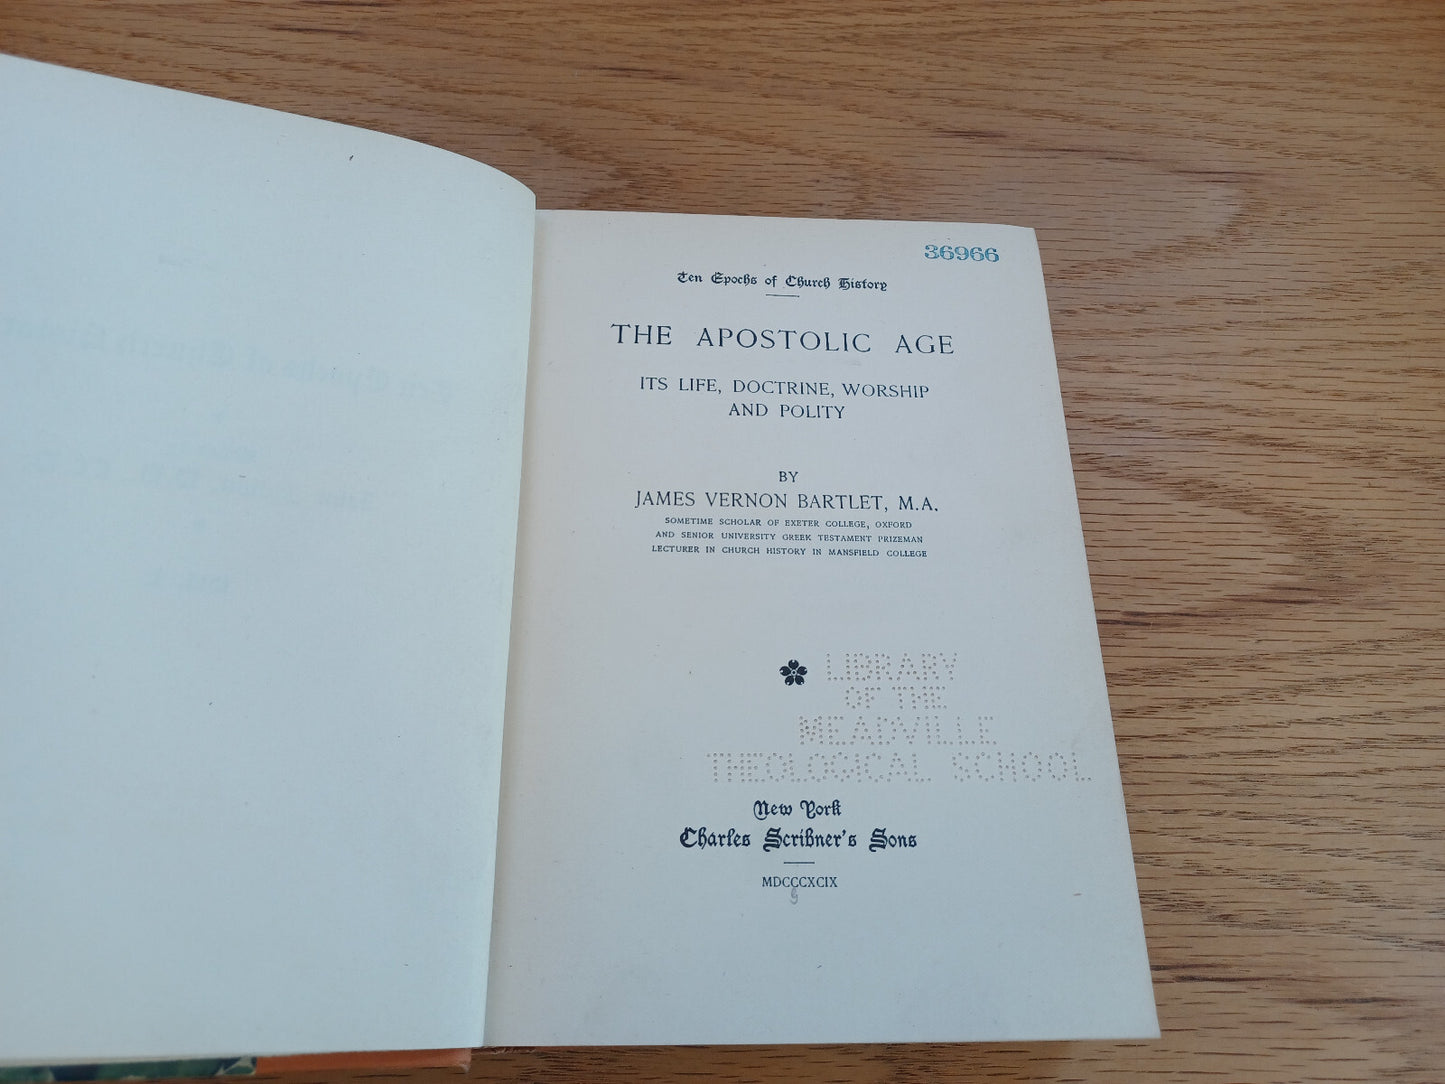 36966
Ten Epochs of Church History
THE APOSTOLIC AGE
ITS LIFE, DOCTRINE, WORSHIP
AND POLITY
BY
JAMES VERNON BARTLET, M.A.
SOMETIME SCHOLAR OF EXETER COLLEGE, OXFORD
AND SENIOR UNIVERSITY GREEK TESTAMENT PRIZEMAN
LECTURER IN CHURCH HISTORY IN MANSFIELD COLLEGE
LIBRARY
OF THE
MEADVILLE
THEOLOGICAL SCHOOL
New York
Charles Scribner's Sons
MDCCCXCIX